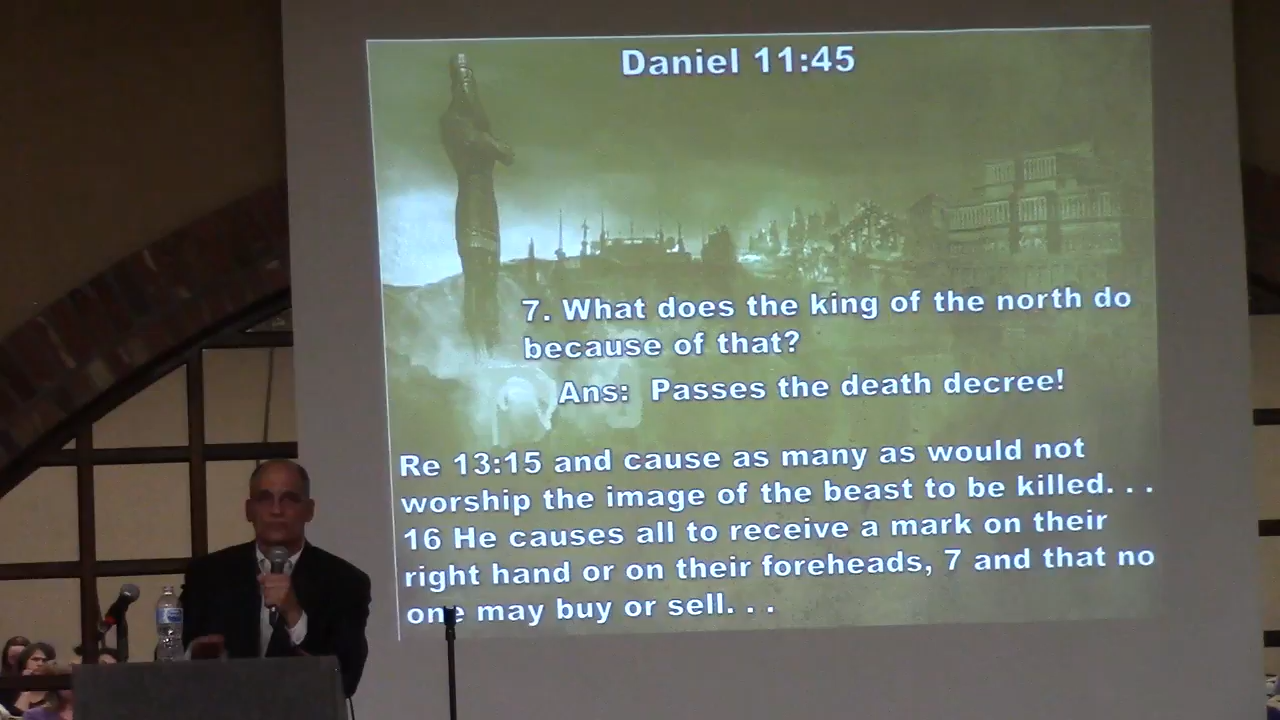 Daniel 11:45
7. What does the king of the north do
because of that?
Ans: Passes the death decree!
Re 13:15 and cause as many as would not
worship the image of the beast to be killed. . .
16 He causes all to receive a mark on their
right hand or on their foreheads, 7 and that no
one may buy or sell. . .